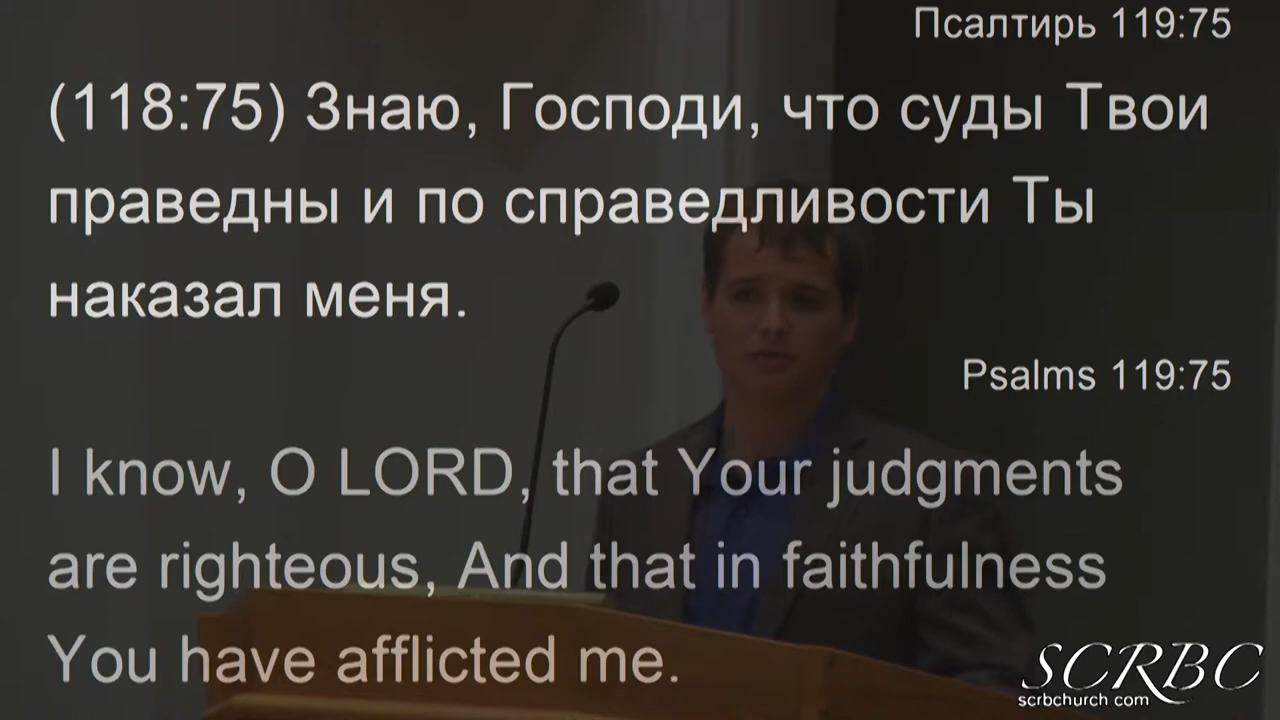 Псалтирь 119:75
(118:75) Знаю, Господи, что суды Твои
праведны и по справедливости Ты
наказал меня.
Psalms 119:75
I know, O LORD, that Your judgments
are righteous, And that in faithfulness
You have afflicted me.
SCRBC
scrbchurch com